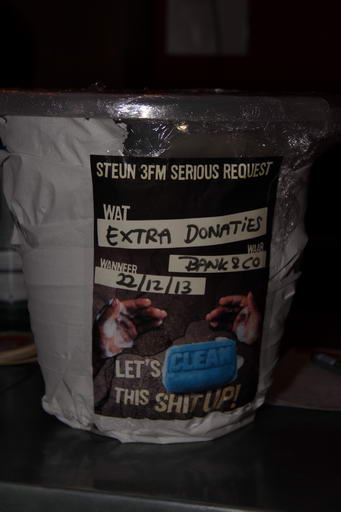 STEUN 3FM SERIOUS REQUEST
WAT
EXTRA DONATIES
WAAR
BANK & CO
WANNEER
22/12/13
LET'S CLEAN
THIS SHIT UP!